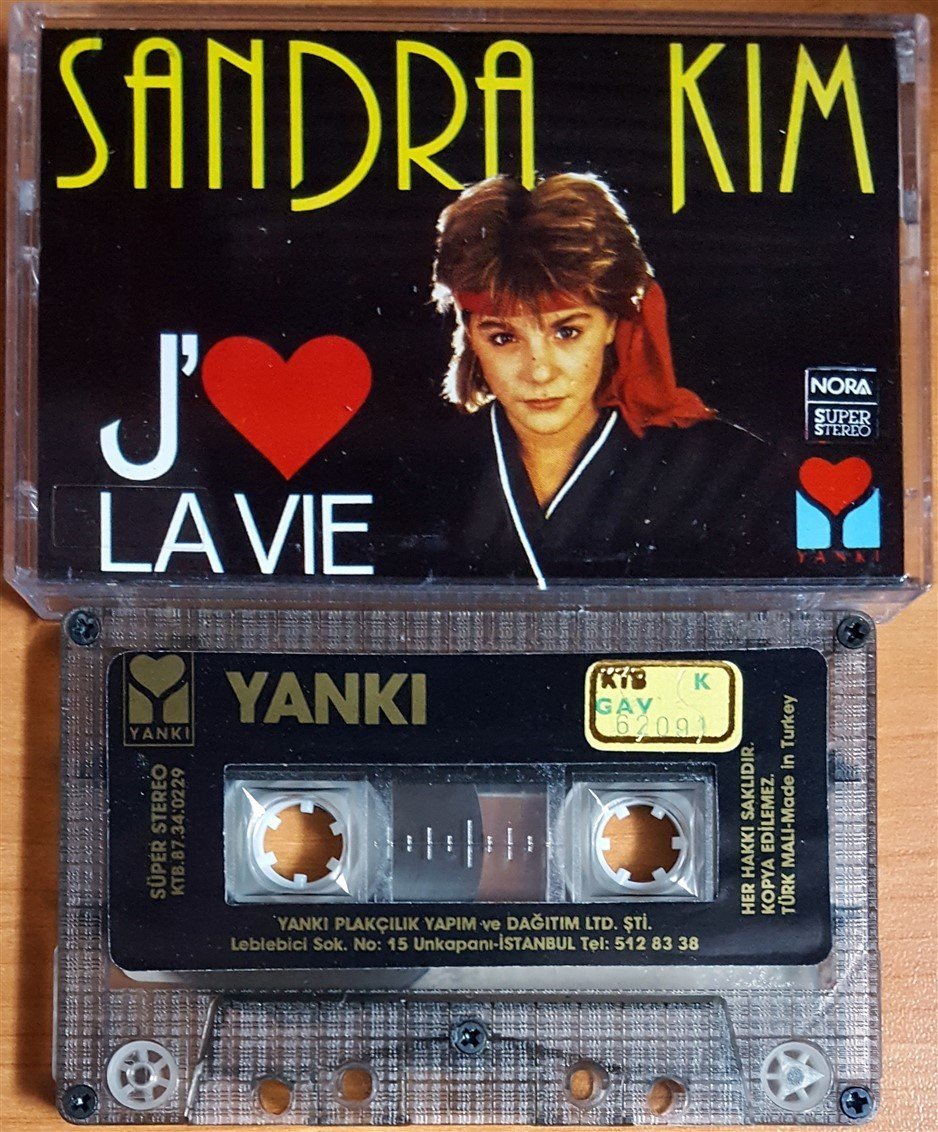 SANDRA KIM
J'❤
LA VIE
NORA
SUPER
STEREO
YANKI
YANKI
YANKI
KTB K
GAV
62091
SÜPER STEREO
KTB.87.34.0229
HER HAKKI SAKLIDIR.
KOPYA EDİLEMEZ.
TÜRK MALI-Made in Turkey
YANKI PLAKÇILIK YAPIM ve DAĞITIM LTD. ŞTİ.
Leblebici Sok. No: 15 Unkapanı-İSTANBUL Tel: 512 83 38